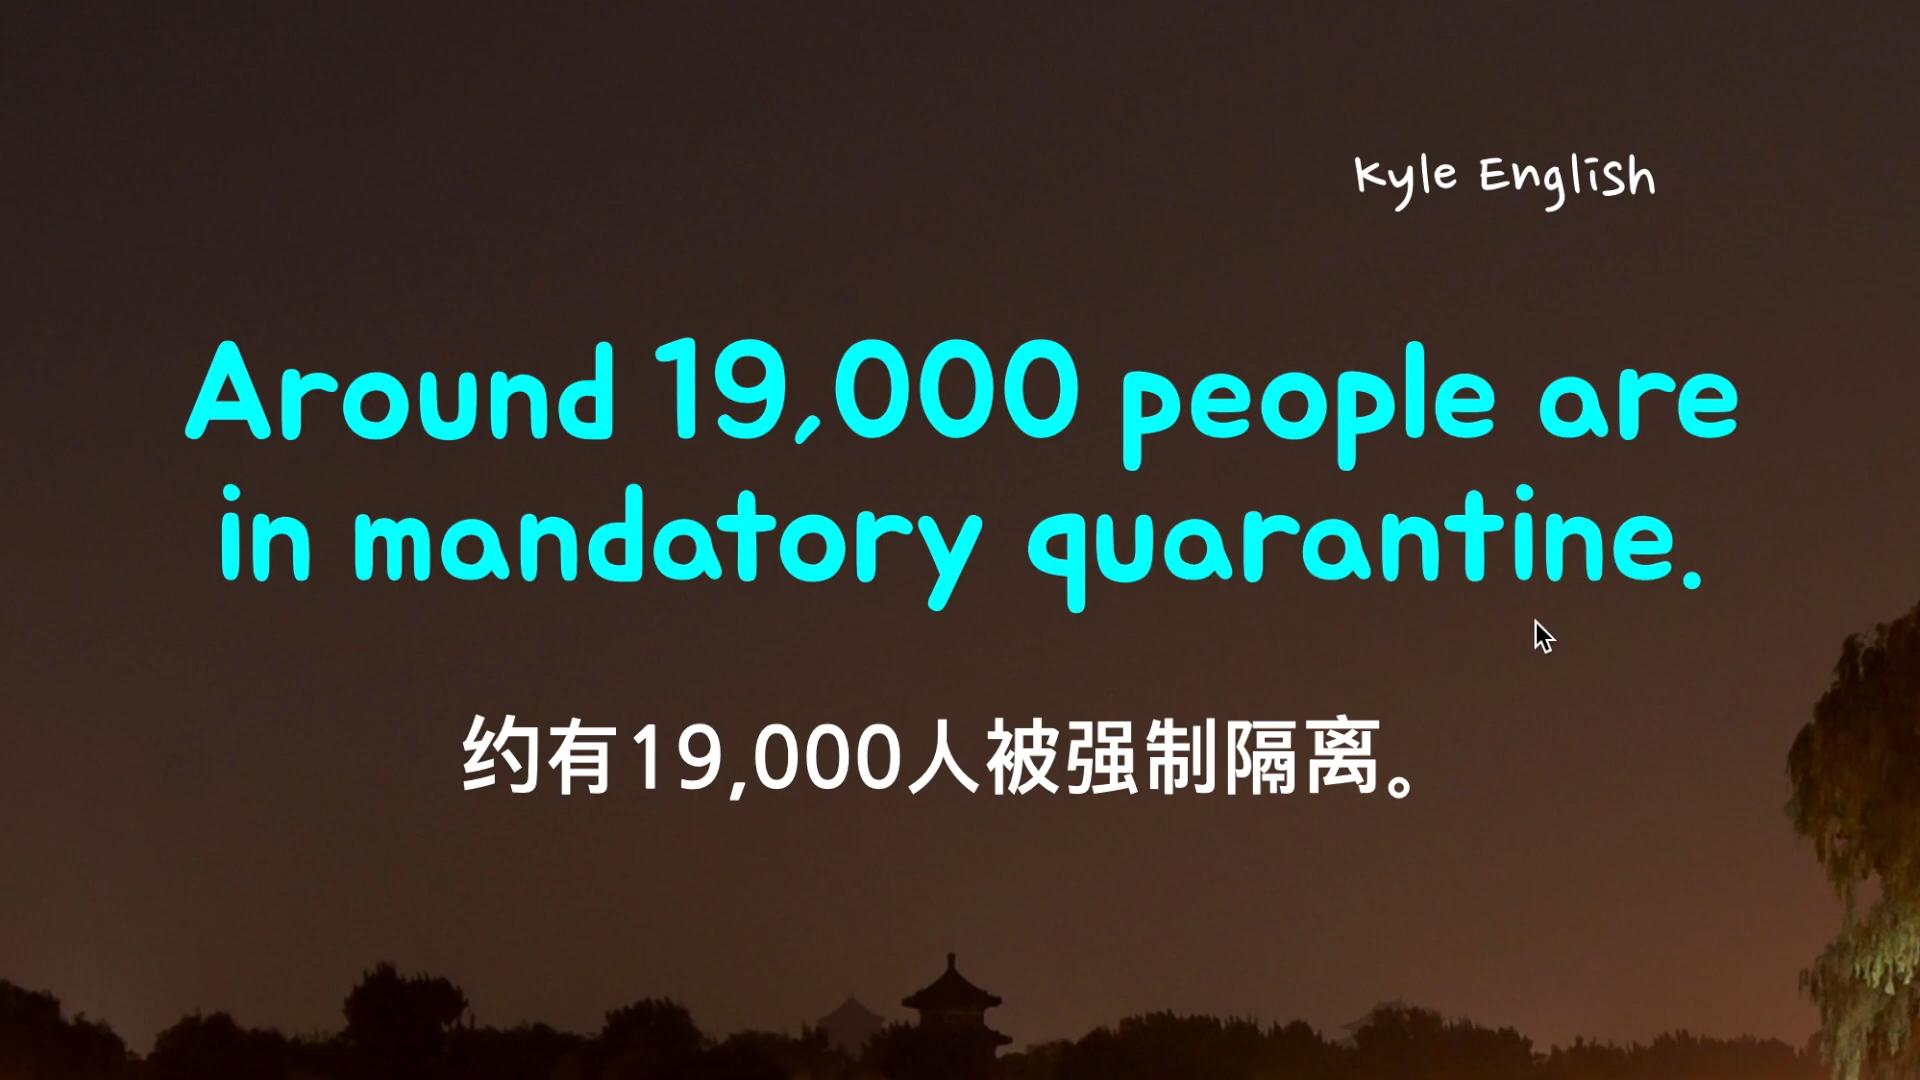 Kyle English
Around 19,000 people are
in mandatory quarantine.
约有19,000人被强制隔离。